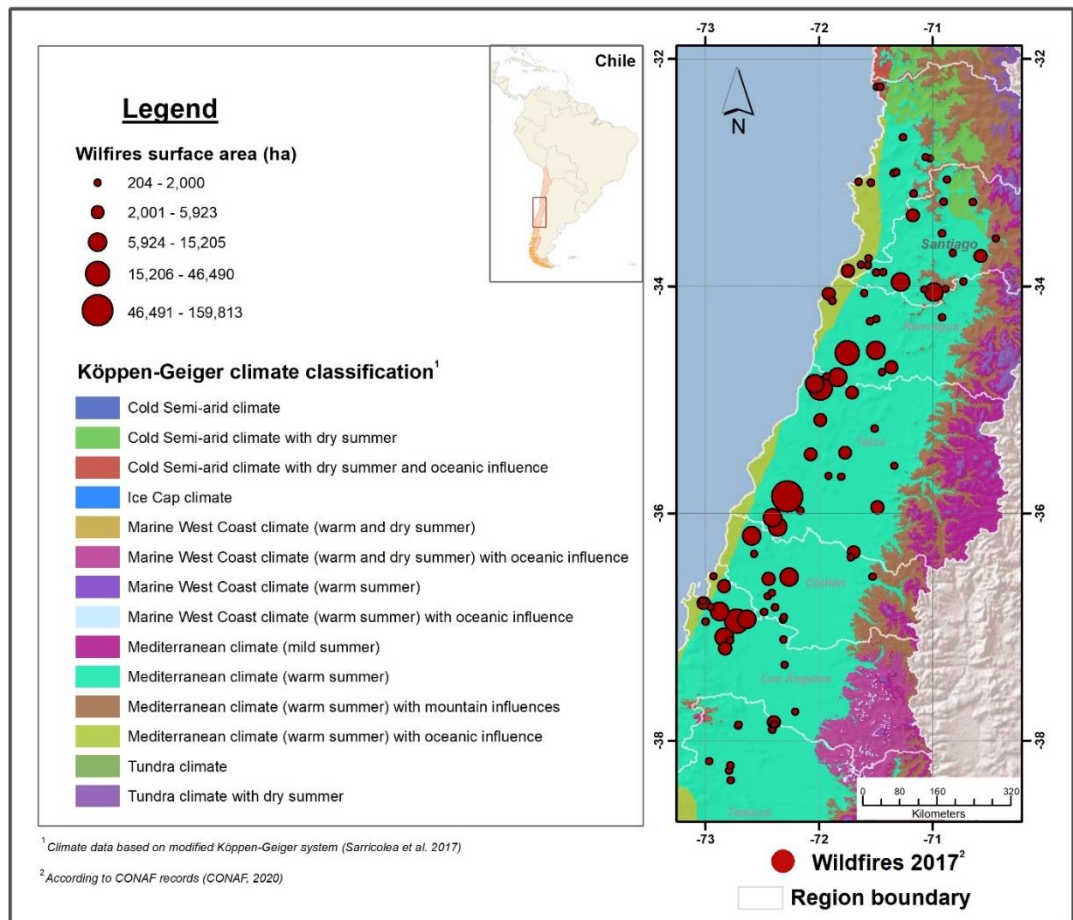 Legend
Wilfires surface area (ha)
204 - 2,000
2,001 - 5,923
5,924 - 15,205
15,206 - 46,490
46,491 - 159,813
Köppen-Geiger climate classification¹
Cold Semi-arid climate
Cold Semi-arid climate with dry summer
Cold Semi-arid climate with dry summer and oceanic influence
Ice Cap climate
Marine West Coast climate (warm and dry summer)
Marine West Coast climate (warm and dry summer) with oceanic influence
Marine West Coast climate (warm summer)
Marine West Coast climate (warm summer) with oceanic influence
Mediterranean climate (mild summer)
Mediterranean climate (warm summer)
Mediterranean climate (warm summer) with mountain influences
Mediterranean climate (warm summer) with oceanic influence
Tundra climate
Tundra climate with dry summer
¹ Climate data based on modified Köppen-Geiger system (Sarricolea et al. 2017)
² According to CONAF records (CONAF, 2020)
Chile
-73 -72 -71
-32 -32
N
Santiago
-34 -34
Rancagua
Talca
-36 -36
Chillán
Los Angeles
-38 -38
Temuco
0 80 160 320
Kilometers
-73 -72 -71
Wildfires 2017²
Region boundary